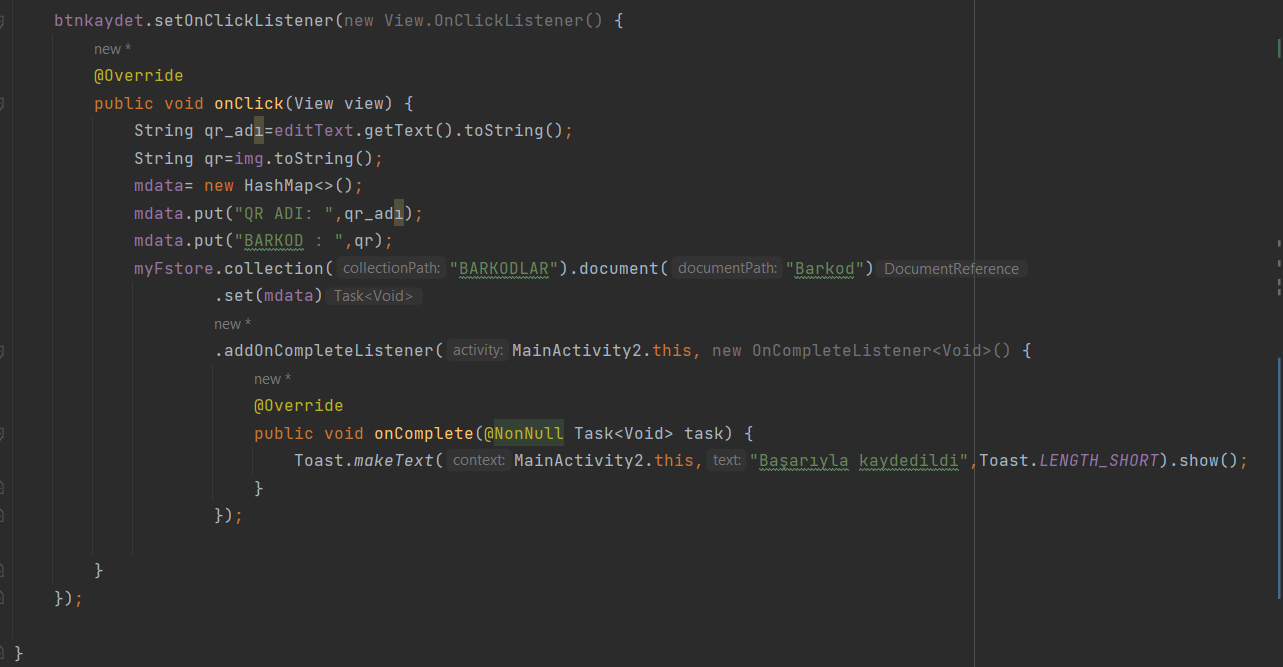 btnkaydet.setOnClickListener(new View.OnClickListener() {
new *
@Override
public void onClick(View view) {
String qr_adı=editText.getText().toString();
String qr=img.toString();
mdata= new HashMap<>();
mdata.put("QR ADI: ",qr_adı);
mdata.put("BARKOD : ",qr);
myFstore.collection( collectionPath: "BARKODLAR").document( documentPath: "Barkod") DocumentReference
.set(mdata) Task<Void>
new *
.addOnCompleteListener( activity: MainActivity2.this, new OnCompleteListener<Void>() {
new *
@Override
public void onComplete(@NonNull Task<Void> task) {
Toast.makeText( context: MainActivity2.this, text: "Başarıyla kaydedildi",Toast.LENGTH_SHORT).show();
}
});
}
});
}